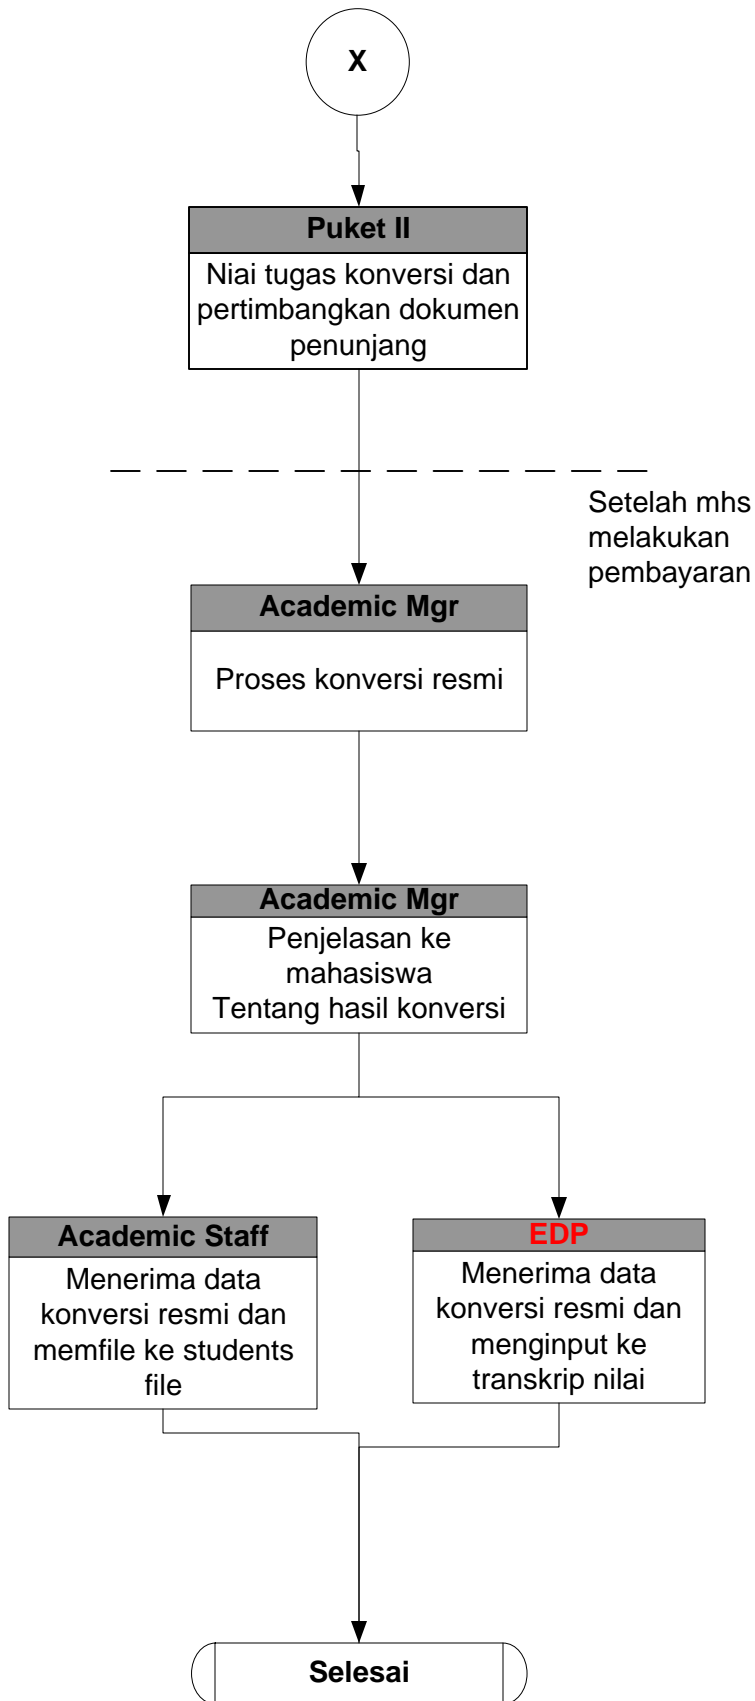 X
Puket II
Niai tugas konversi dan
pertimbangkan dokumen
penunjang
Setelah mhs
melakukan
pembayaran
Academic Mgr
Proses konversi resmi
Academic Mgr
Penjelasan ke
mahasiswa
Tentang hasil konversi
Academic Staff
Menerima data
konversi resmi dan
memfile ke students
file
EDP
Menerima data
konversi resmi dan
menginput ke
transkrip nilai
Selesai